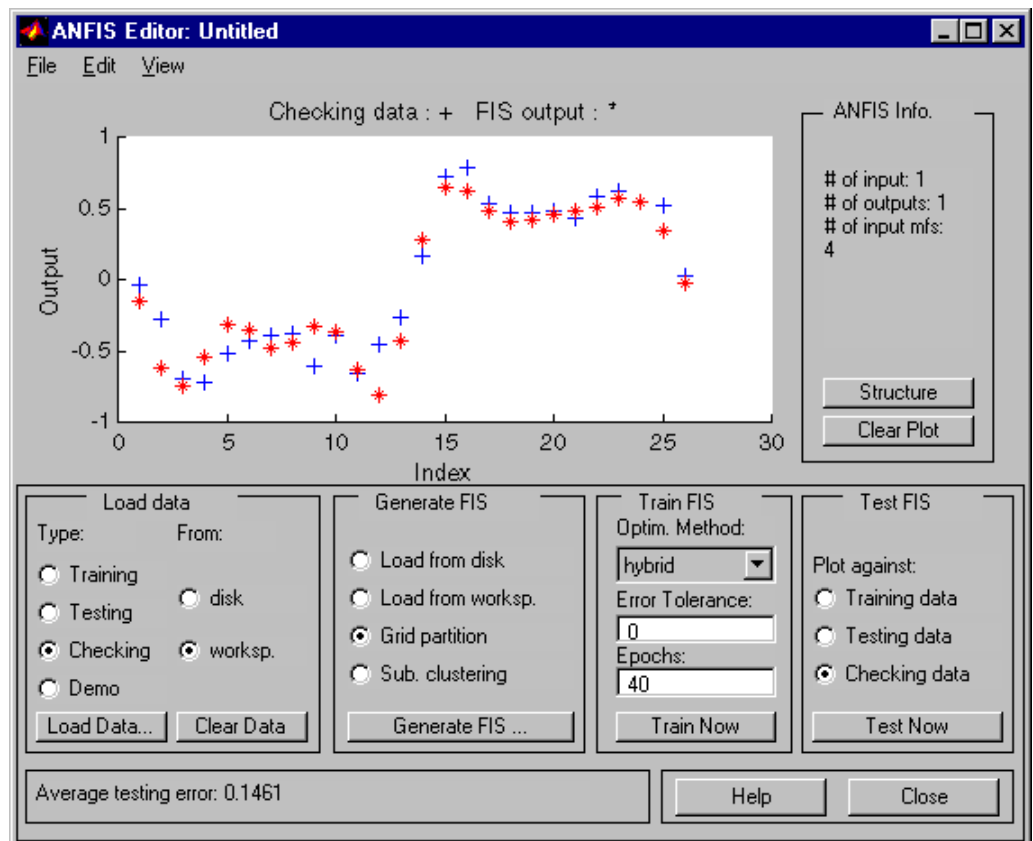 ANFIS Editor: Untitled
File Edit View
Checking data : + FIS output : *
1
0.5
0
-0.5
-1
Output
0 5 10 15 20 25 30
Index
ANFIS Info.
# of input: 1
# of outputs: 1
# of input mfs:
4
Structure
Clear Plot
Load data
Type: From:
Training
Testing
Checking
Demo
disk
worksp.
Load Data... Clear Data
Generate FIS
Load from disk
Load from worksp.
Grid partition
Sub. clustering
Generate FIS ...
Train FIS
Optim. Method:
hybrid
Error Tolerance:
0
Epochs:
40
Train Now
Test FIS
Plot against:
Training data
Testing data
Checking data
Test Now
Average testing error: 0.1461
Help Close